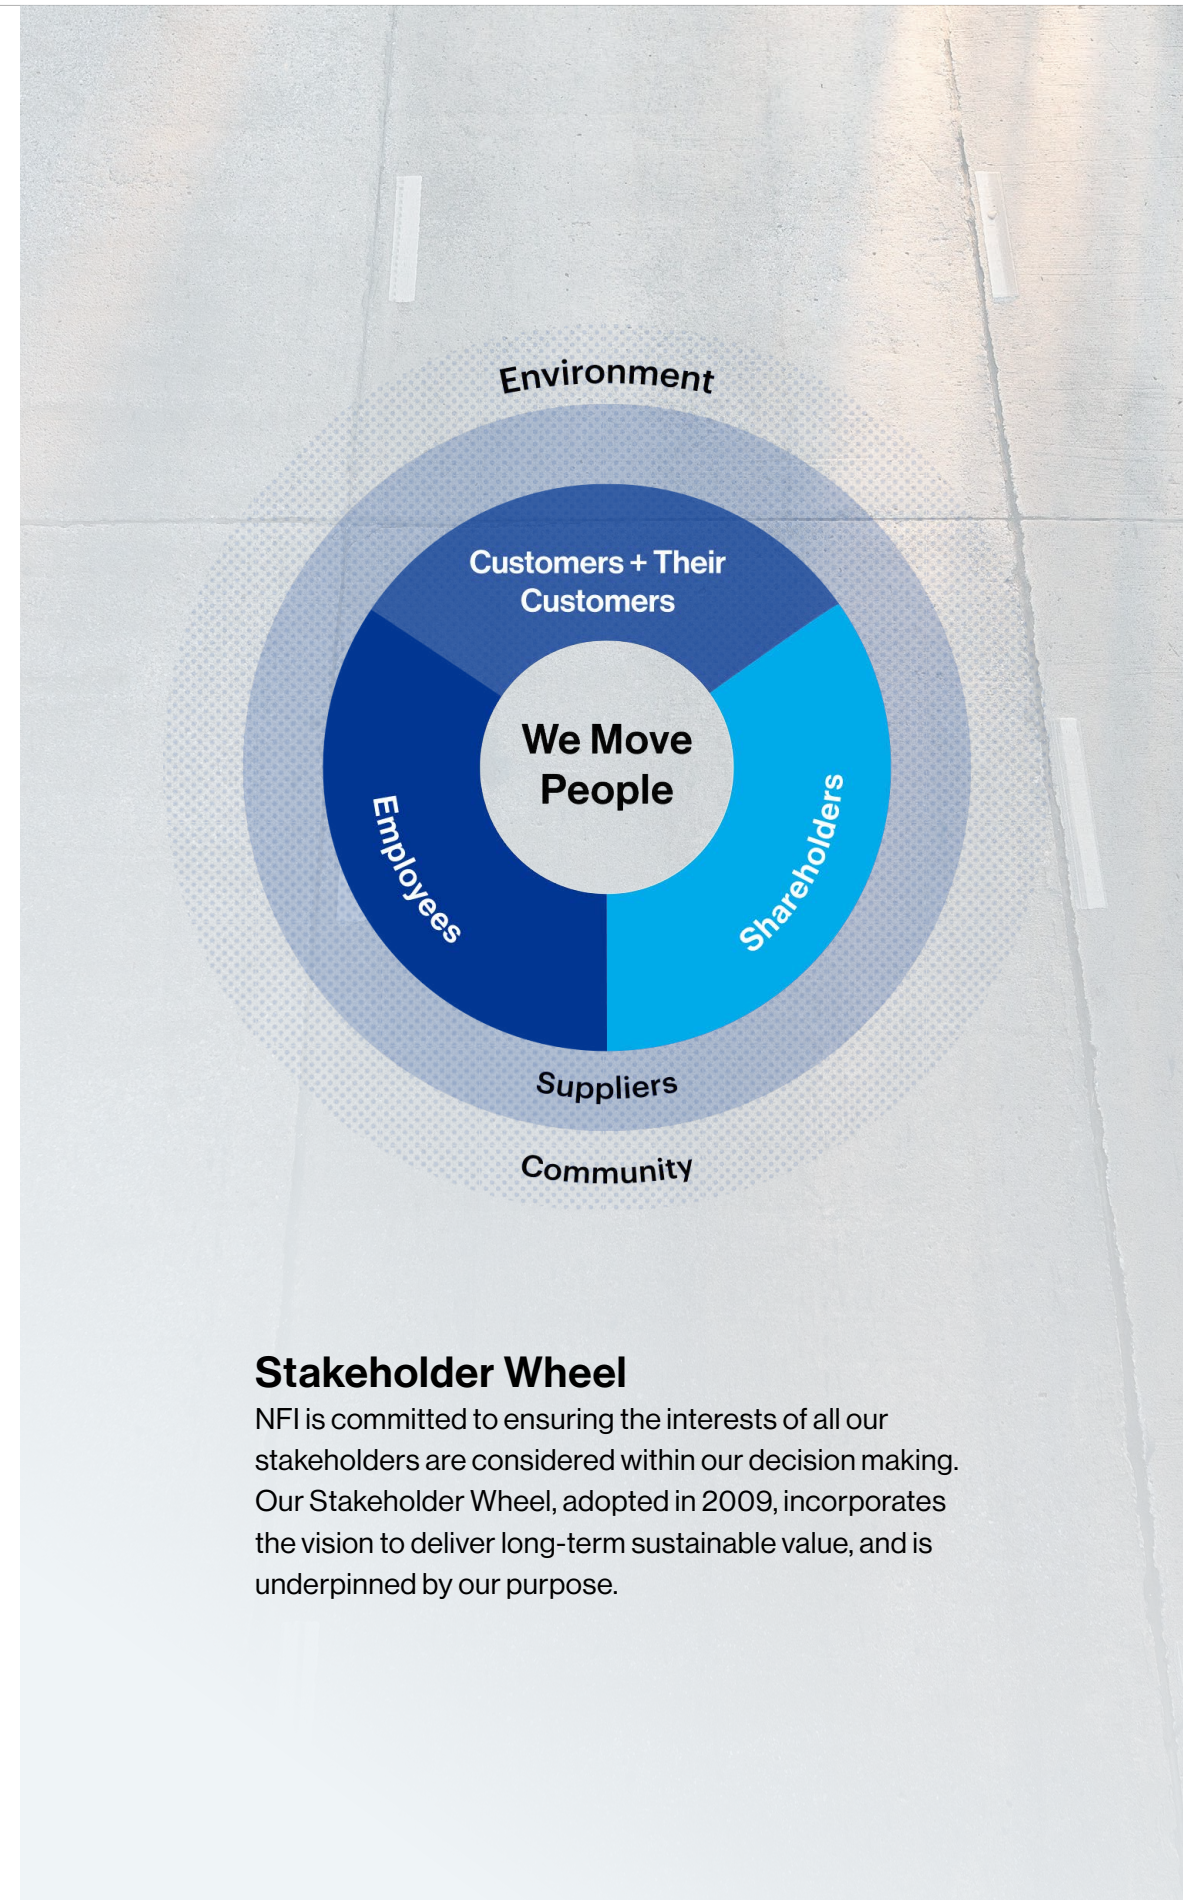 Environment
Customers + Their
Customers
We Move
People
Employees
Shareholders
Suppliers
Community
Stakeholder Wheel
NFI is committed to ensuring the interests of all our
stakeholders are considered within our decision making.
Our Stakeholder Wheel, adopted in 2009, incorporates
the vision to deliver long-term sustainable value, and is
underpinned by our purpose.